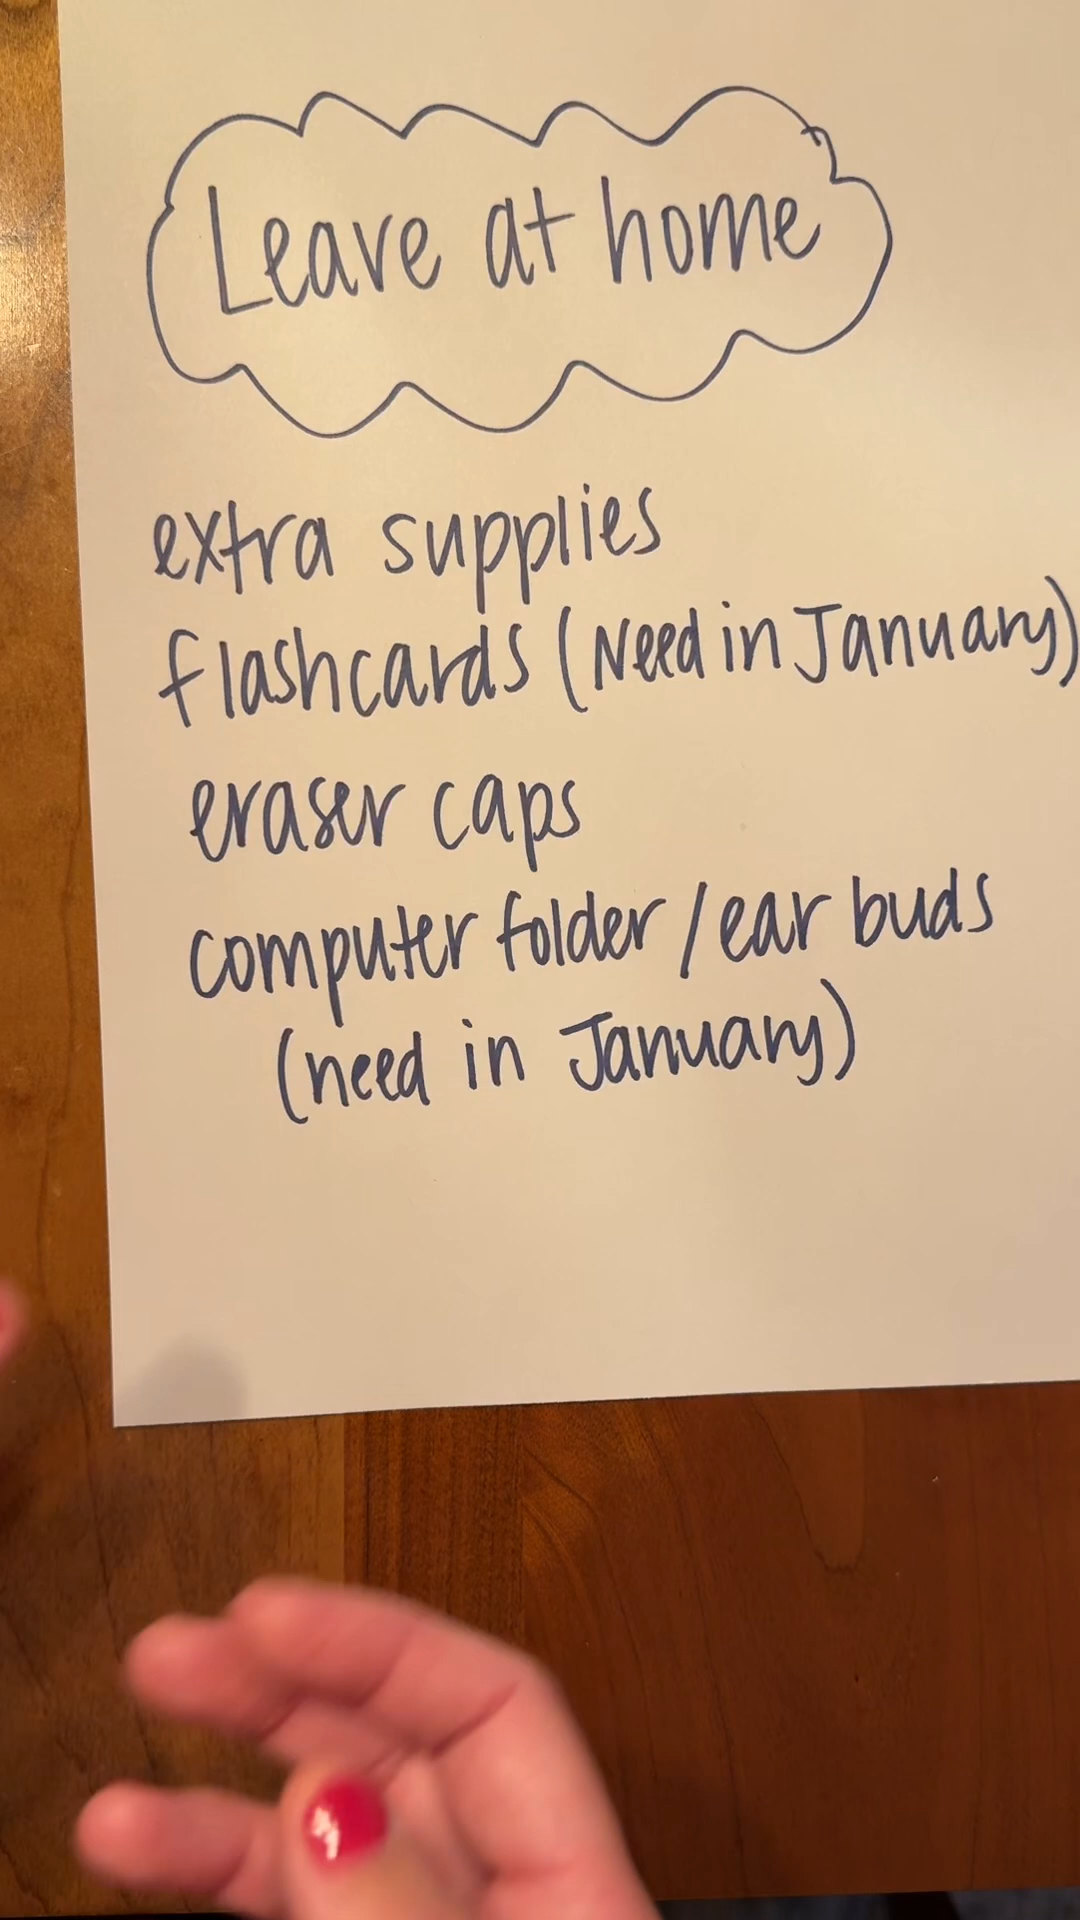 Leave at home
extra supplies
flashcards (Need in January)
eraser caps
computer folder / ear buds
(need in January)